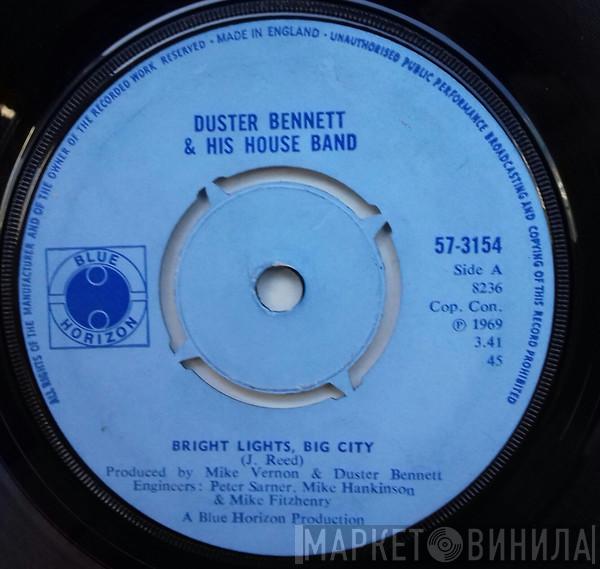 ALL RIGHTS OF THE MANUFACTURER AND OF THE OWNER OF THE RECORDED WORK RESERVED · MADE IN ENGLAND · UNAUTHORISED PUBLIC PERFORMANCE BROADCASTING AND COPYING OF THIS RECORD PROHIBITED
DUSTER BENNETT
& HIS HOUSE BAND
BLUE
HORIZON
57-3154
Side A
8236
Cop. Con.
Ⓟ 1969
3.41
45
BRIGHT LIGHTS, BIG CITY
(J. Reed)
Produced by Mike Vernon & Duster Bennett
Engineers: Peter Sarner, Mike Hankinson
& Mike Fitzhenry
A Blue Horizon Production
МАРКЕТ ВИНИЛА